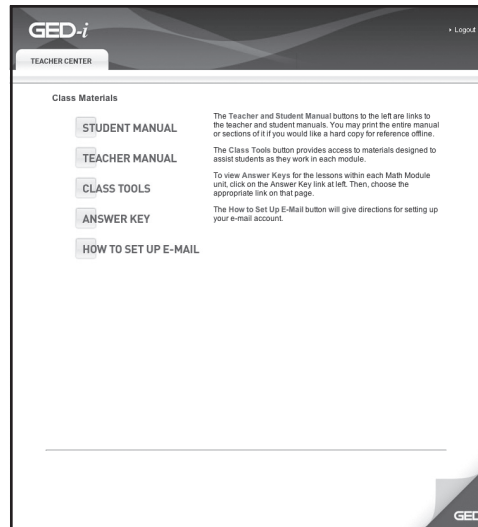 GED-i
Logout
TEACHER CENTER
Class Materials
STUDENT MANUAL
TEACHER MANUAL
CLASS TOOLS
ANSWER KEY
HOW TO SET UP E-MAIL
The Teacher and Student Manual buttons to the left are links to
the teacher and student manuals. You may print the entire manual
or sections of it if you would like a hard copy for reference offline.
The Class Tools button provides access to materials designed to
assist students as they work in each module.
To view Answer Keys for the lessons within each Math Module
unit, click on the Answer Key link at left. Then, choose the
appropriate link on that page.
The How to Set Up E-Mail button will give directions for setting up
your e-mail account.
GED